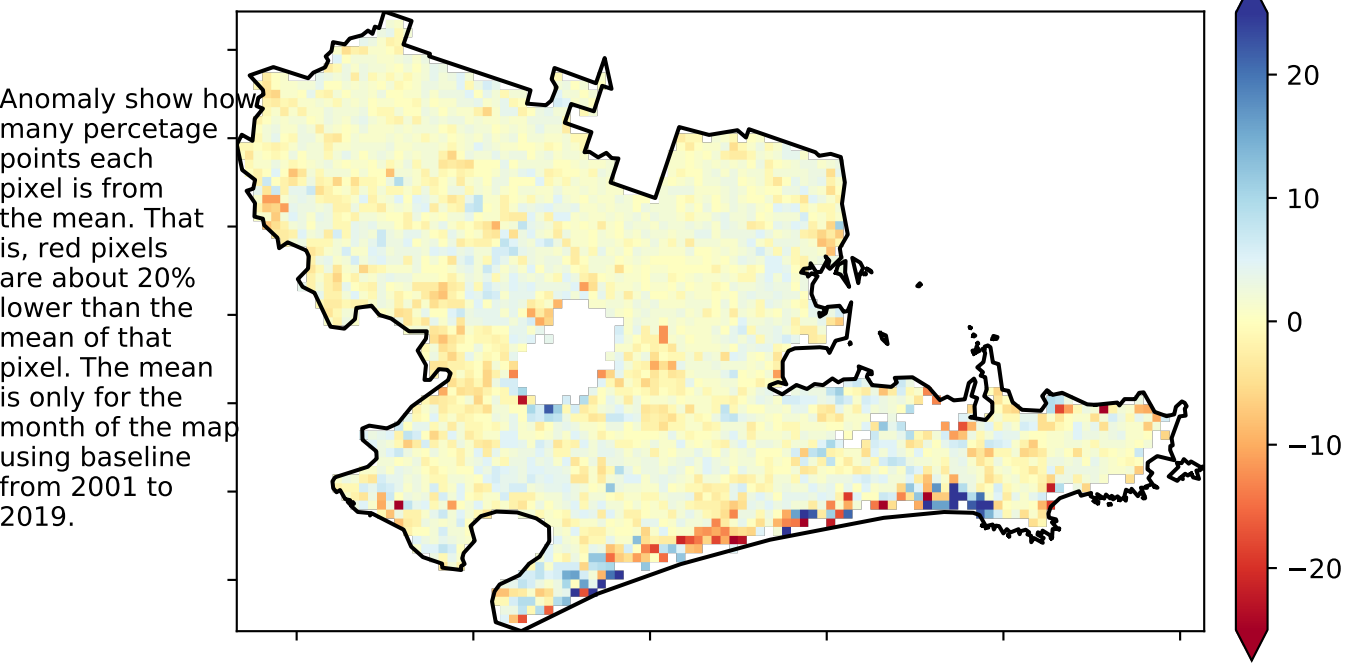 Anomaly show how
many percetage
points each
pixel is from
the mean. That
is, red pixels
are about 20%
lower than the
mean of that
pixel. The mean
is only for the
month of the map
using baseline
from 2001 to
2019.
20
10
0
−10
−20